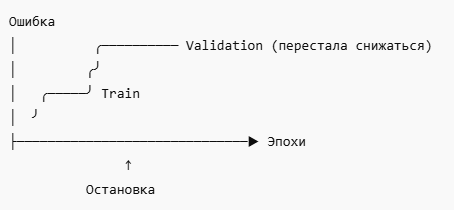 Ошибка
Validation (перестала снижаться)
Train
Эпохи
↑
Остановка